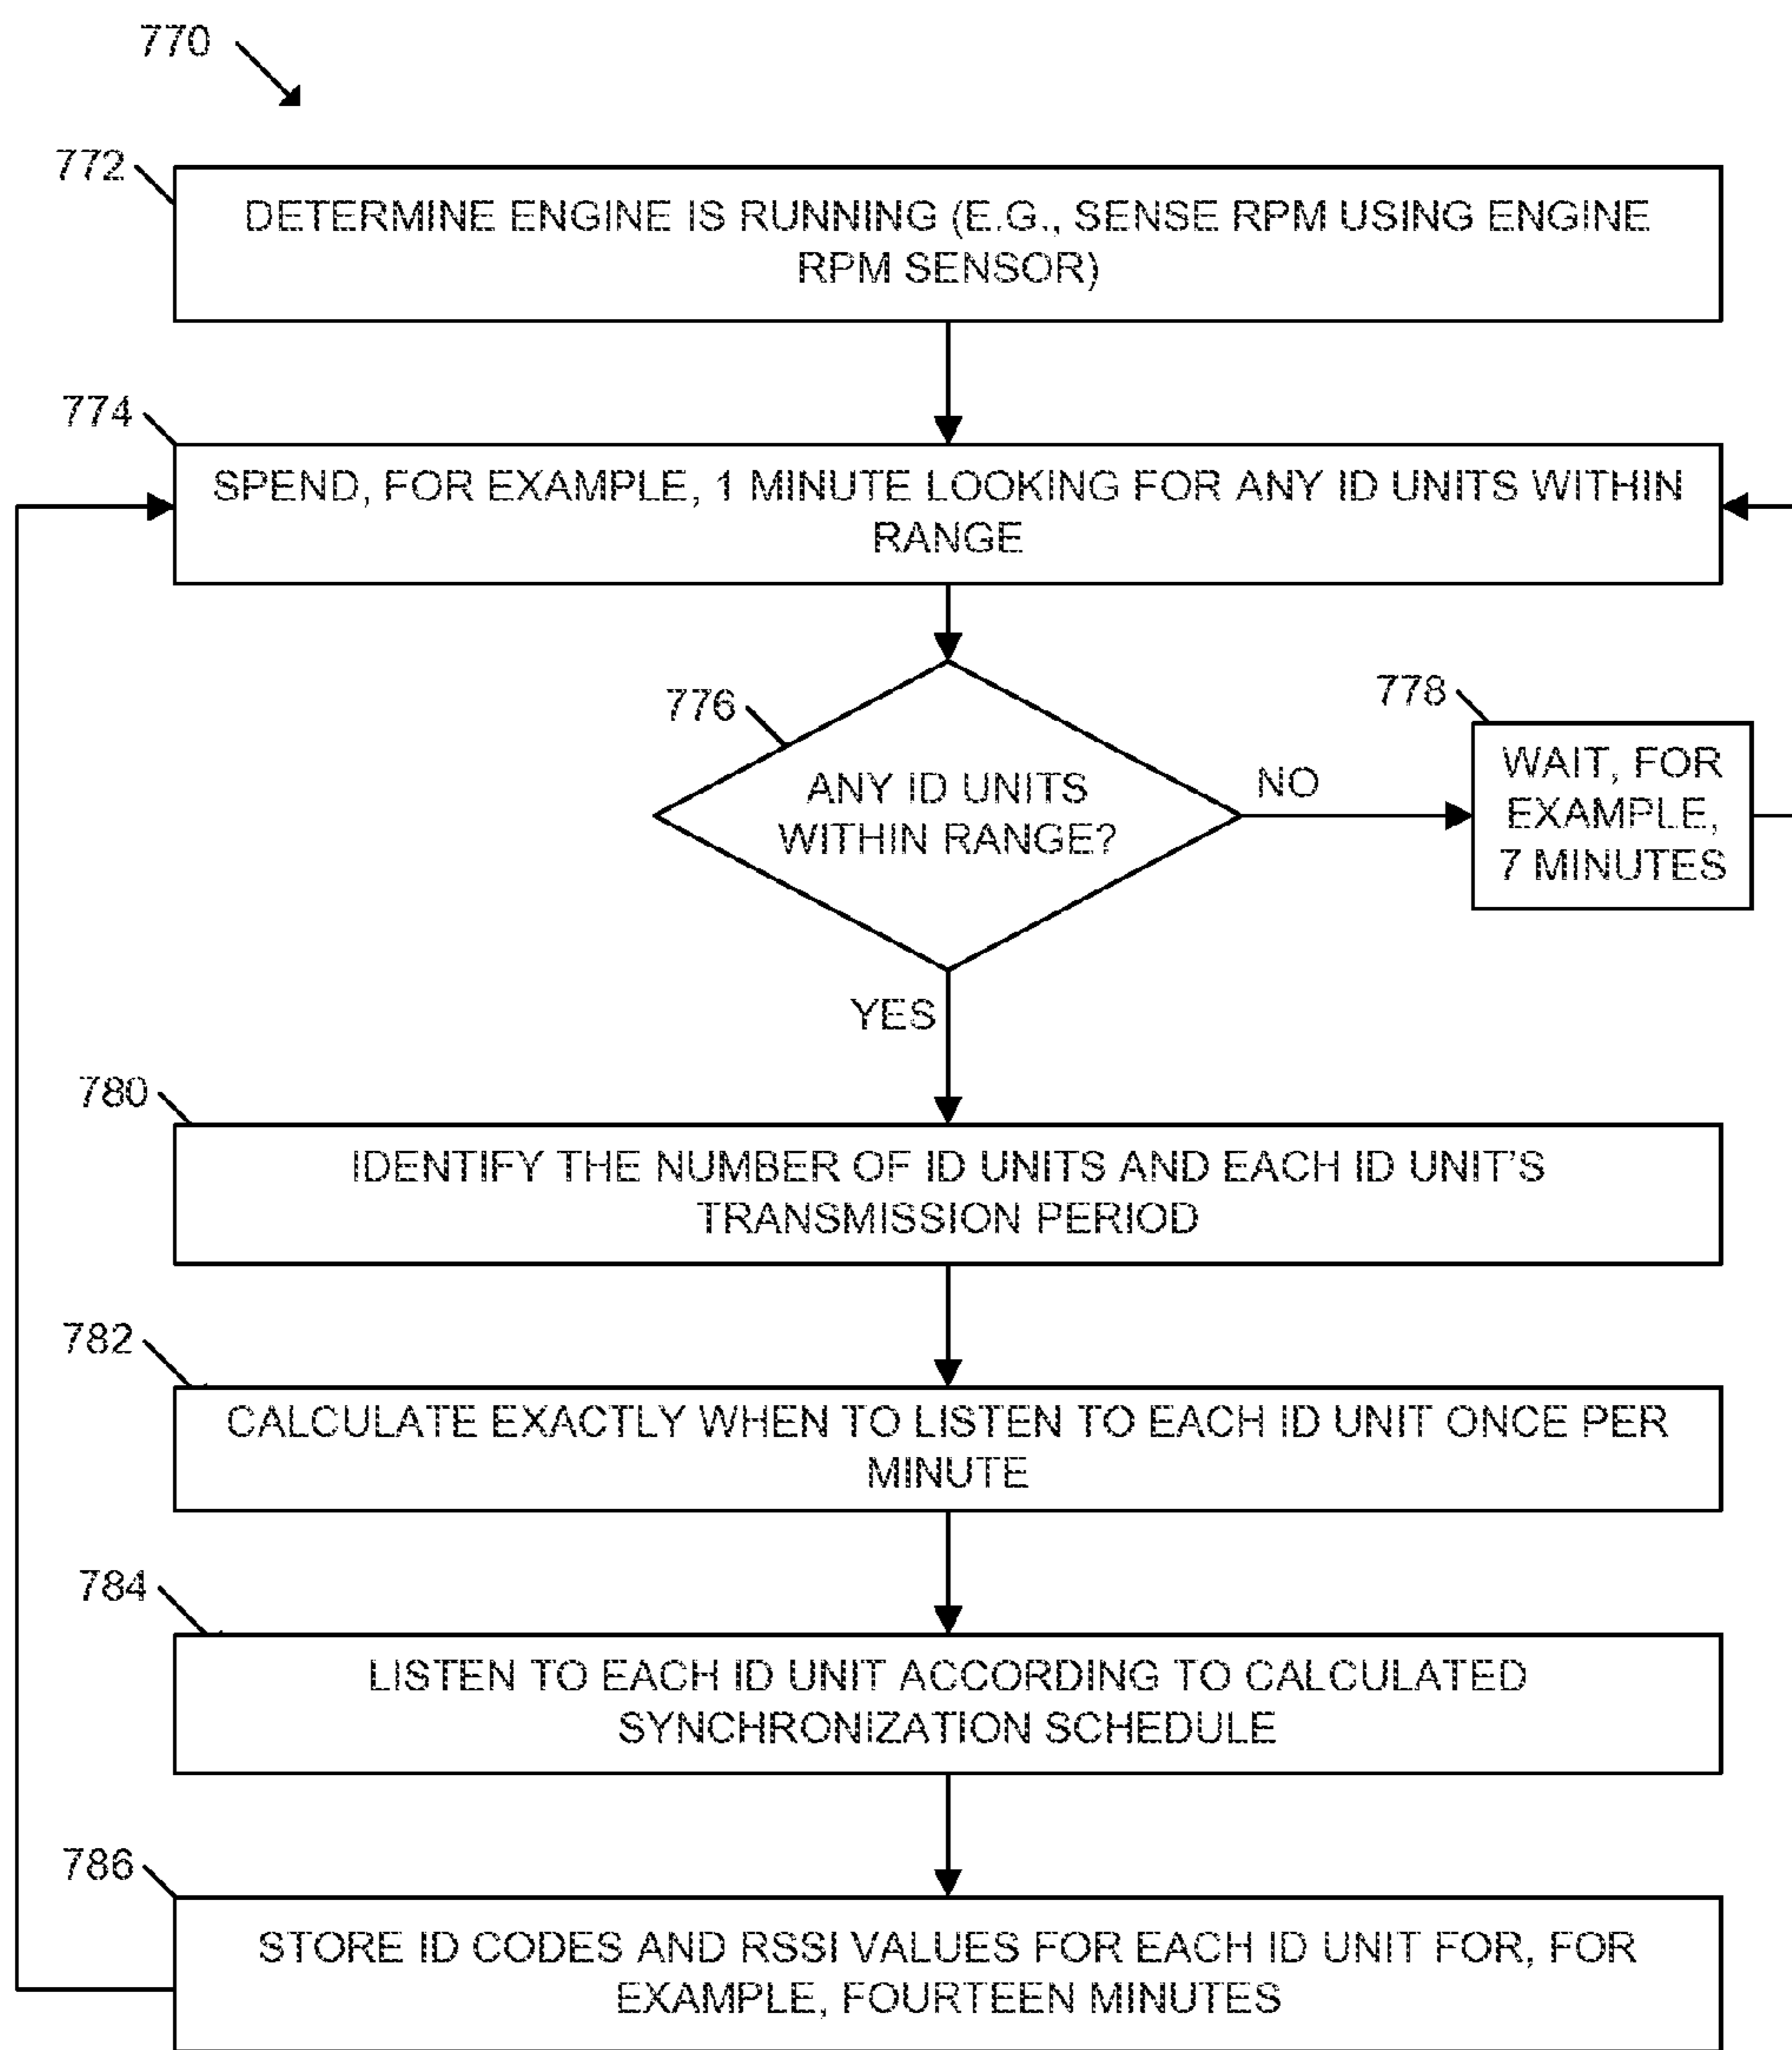 770
772
DETERMINE ENGINE IS RUNNING (E.G., SENSE RPM USING ENGINE
RPM SENSOR)
774
SPEND, FOR EXAMPLE, 1 MINUTE LOOKING FOR ANY ID UNITS WITHIN
RANGE
776
ANY ID UNITS
WITHIN RANGE?
NO
778
WAIT, FOR
EXAMPLE,
7 MINUTES
YES
780
IDENTIFY THE NUMBER OF ID UNITS AND EACH ID UNIT'S
TRANSMISSION PERIOD
782
CALCULATE EXACTLY WHEN TO LISTEN TO EACH ID UNIT ONCE PER
MINUTE
784
LISTEN TO EACH ID UNIT ACCORDING TO CALCULATED
SYNCHRONIZATION SCHEDULE
786
STORE ID CODES AND RSSI VALUES FOR EACH ID UNIT FOR, FOR
EXAMPLE, FOURTEEN MINUTES